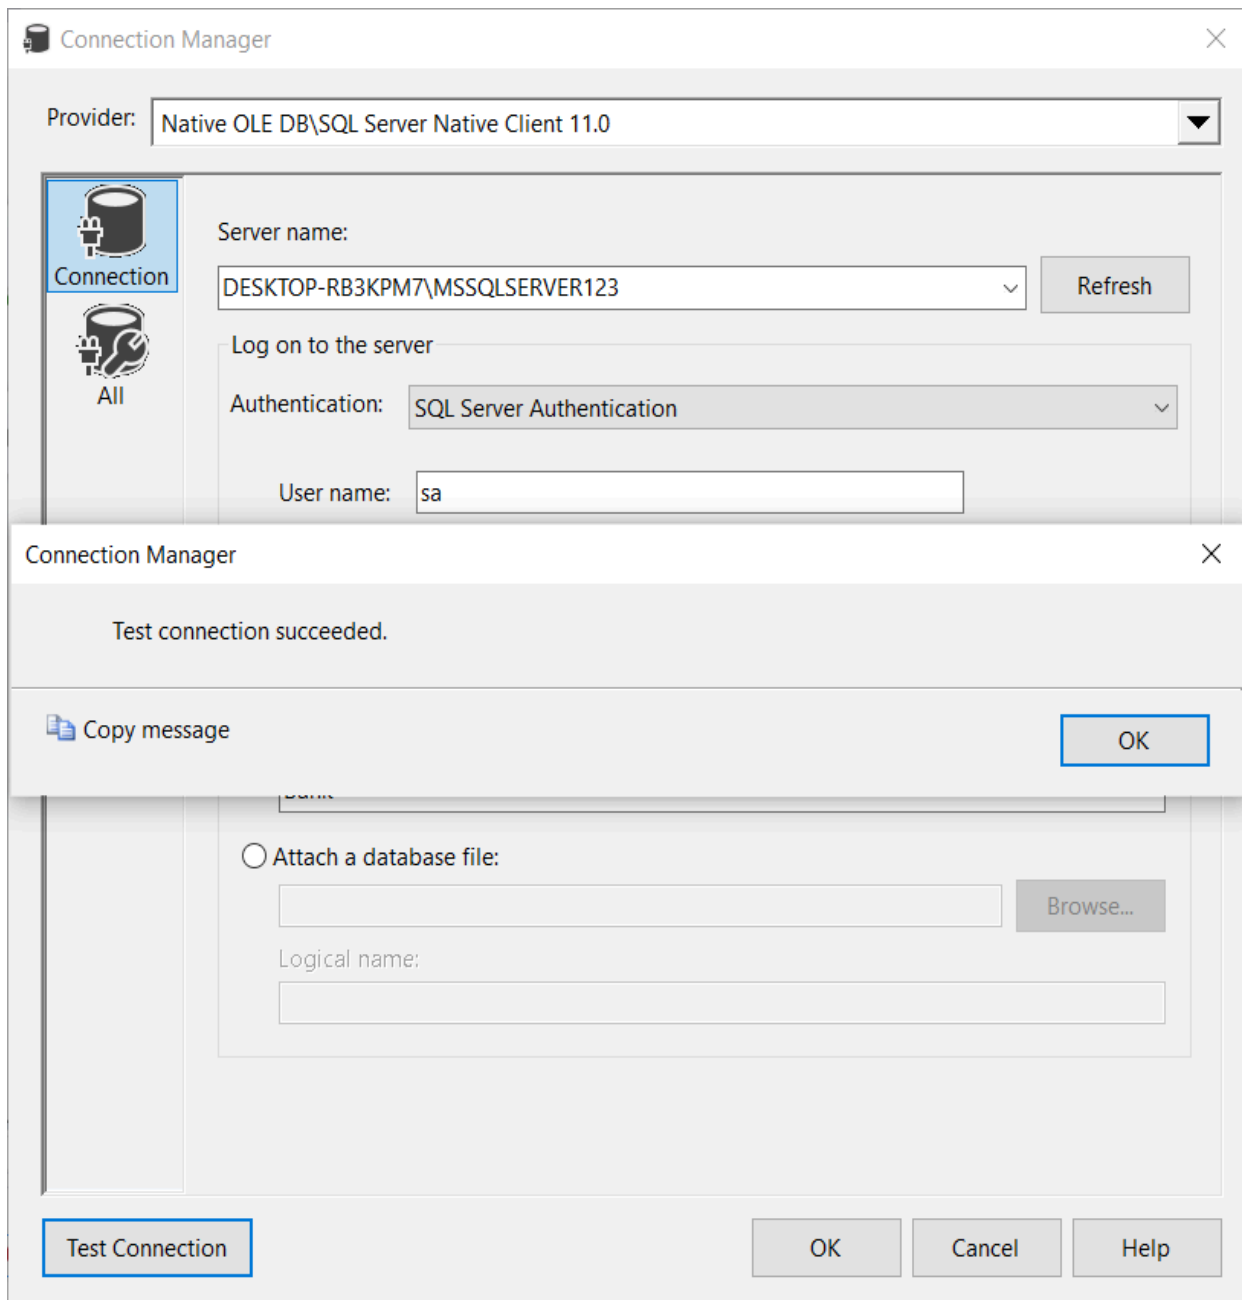 Connection Manager
Provider:
Native OLE DB\SQL Server Native Client 11.0
Connection
All
Server name:
DESKTOP-RB3KPM7\MSSQLSERVER123
Refresh
Log on to the server
Authentication:
SQL Server Authentication
User name:
sa
Connection Manager
Test connection succeeded.
Copy message
OK
Attach a database file:
Browse...
Logical name:
Test Connection
OK
Cancel
Help